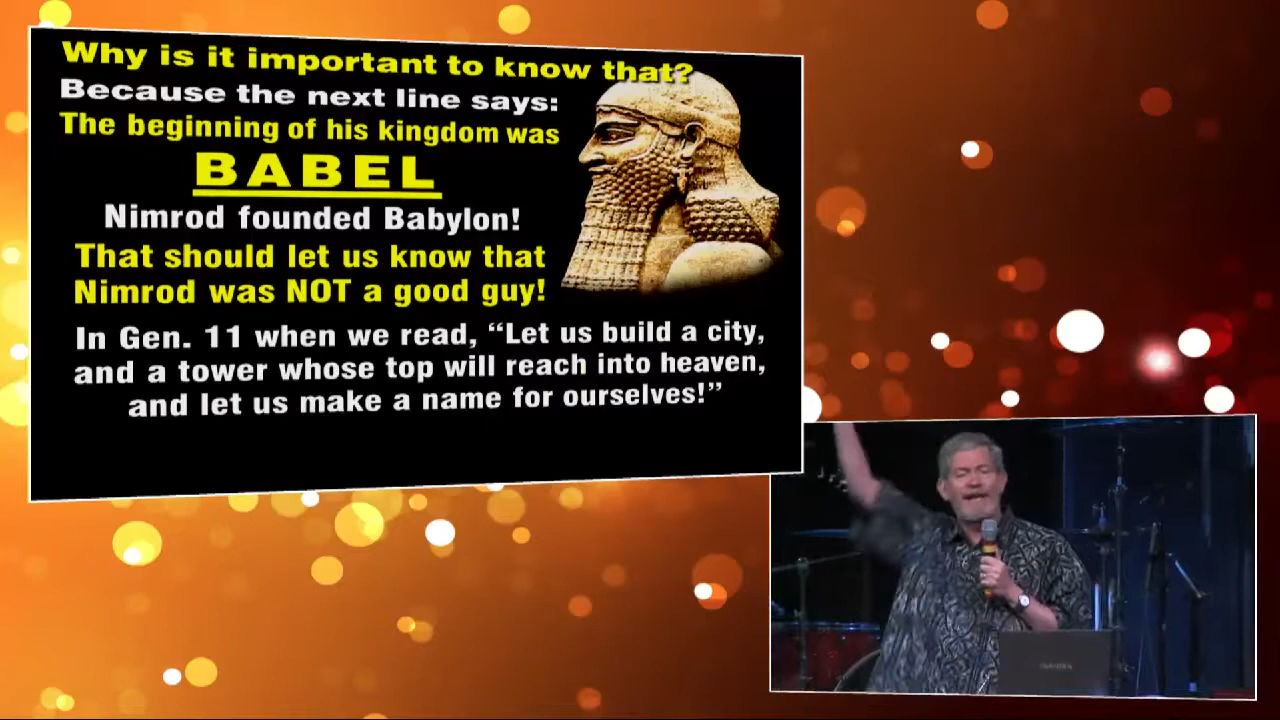 Why is it important to know that?
Because the next line says:
The beginning of his kingdom was
BABEL
Nimrod founded Babylon!
That should let us know that
Nimrod was NOT a good guy!
In Gen. 11 when we read, “Let us build a city,
and a tower whose top will reach into heaven,
and let us make a name for ourselves!”